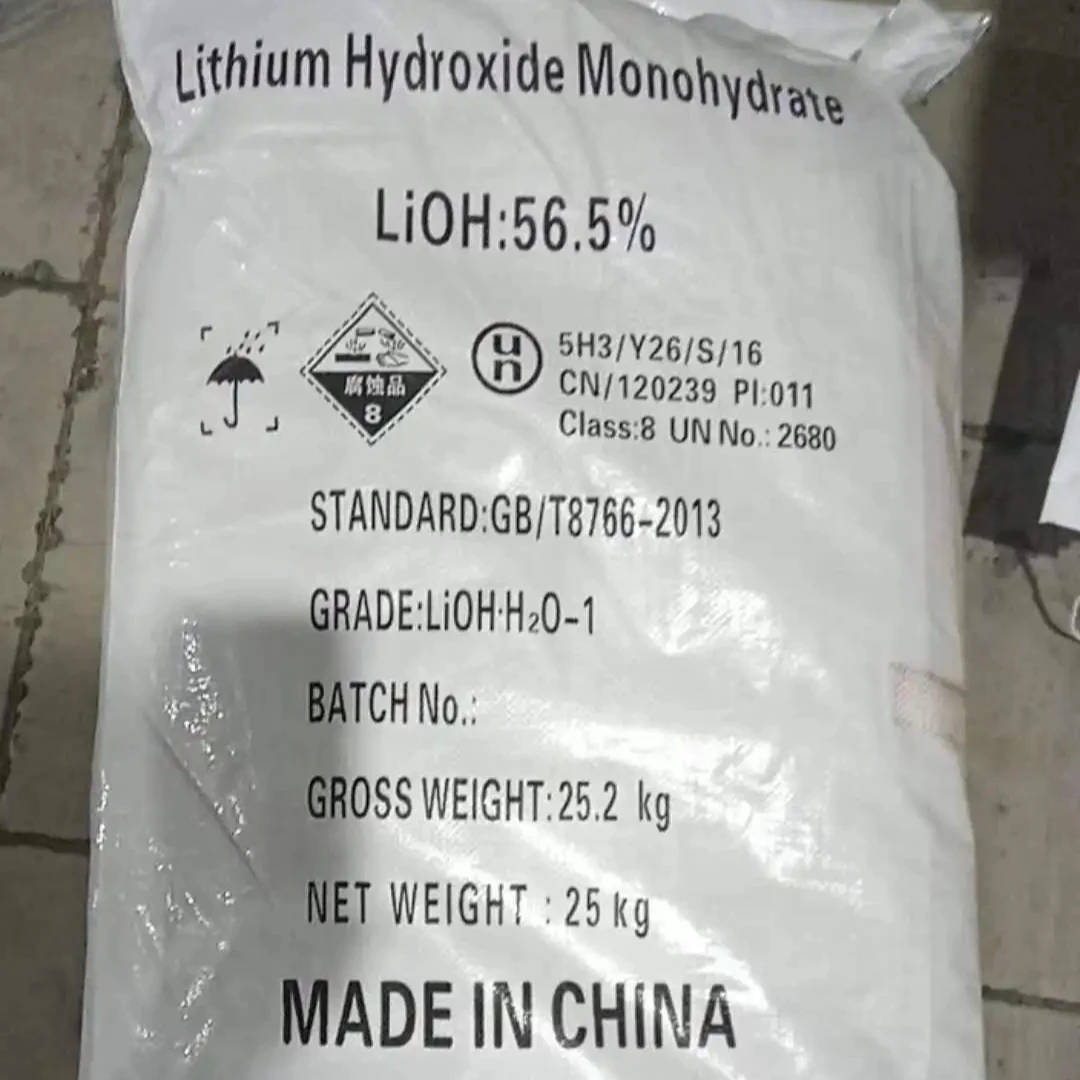 Lithium Hydroxide Monohydrate
LiOH:56.5%
腐蚀品
8
un
5H3/Y26/S/16
CN/120239 PI:011
Class:8 UN No.: 2680
STANDARD:GB/T8766-2013
GRADE:LiOH·H₂O-1
BATCH No.:
GROSS WEIGHT:25.2 kg
NET WEIGHT : 25 kg
MADE IN CHINA